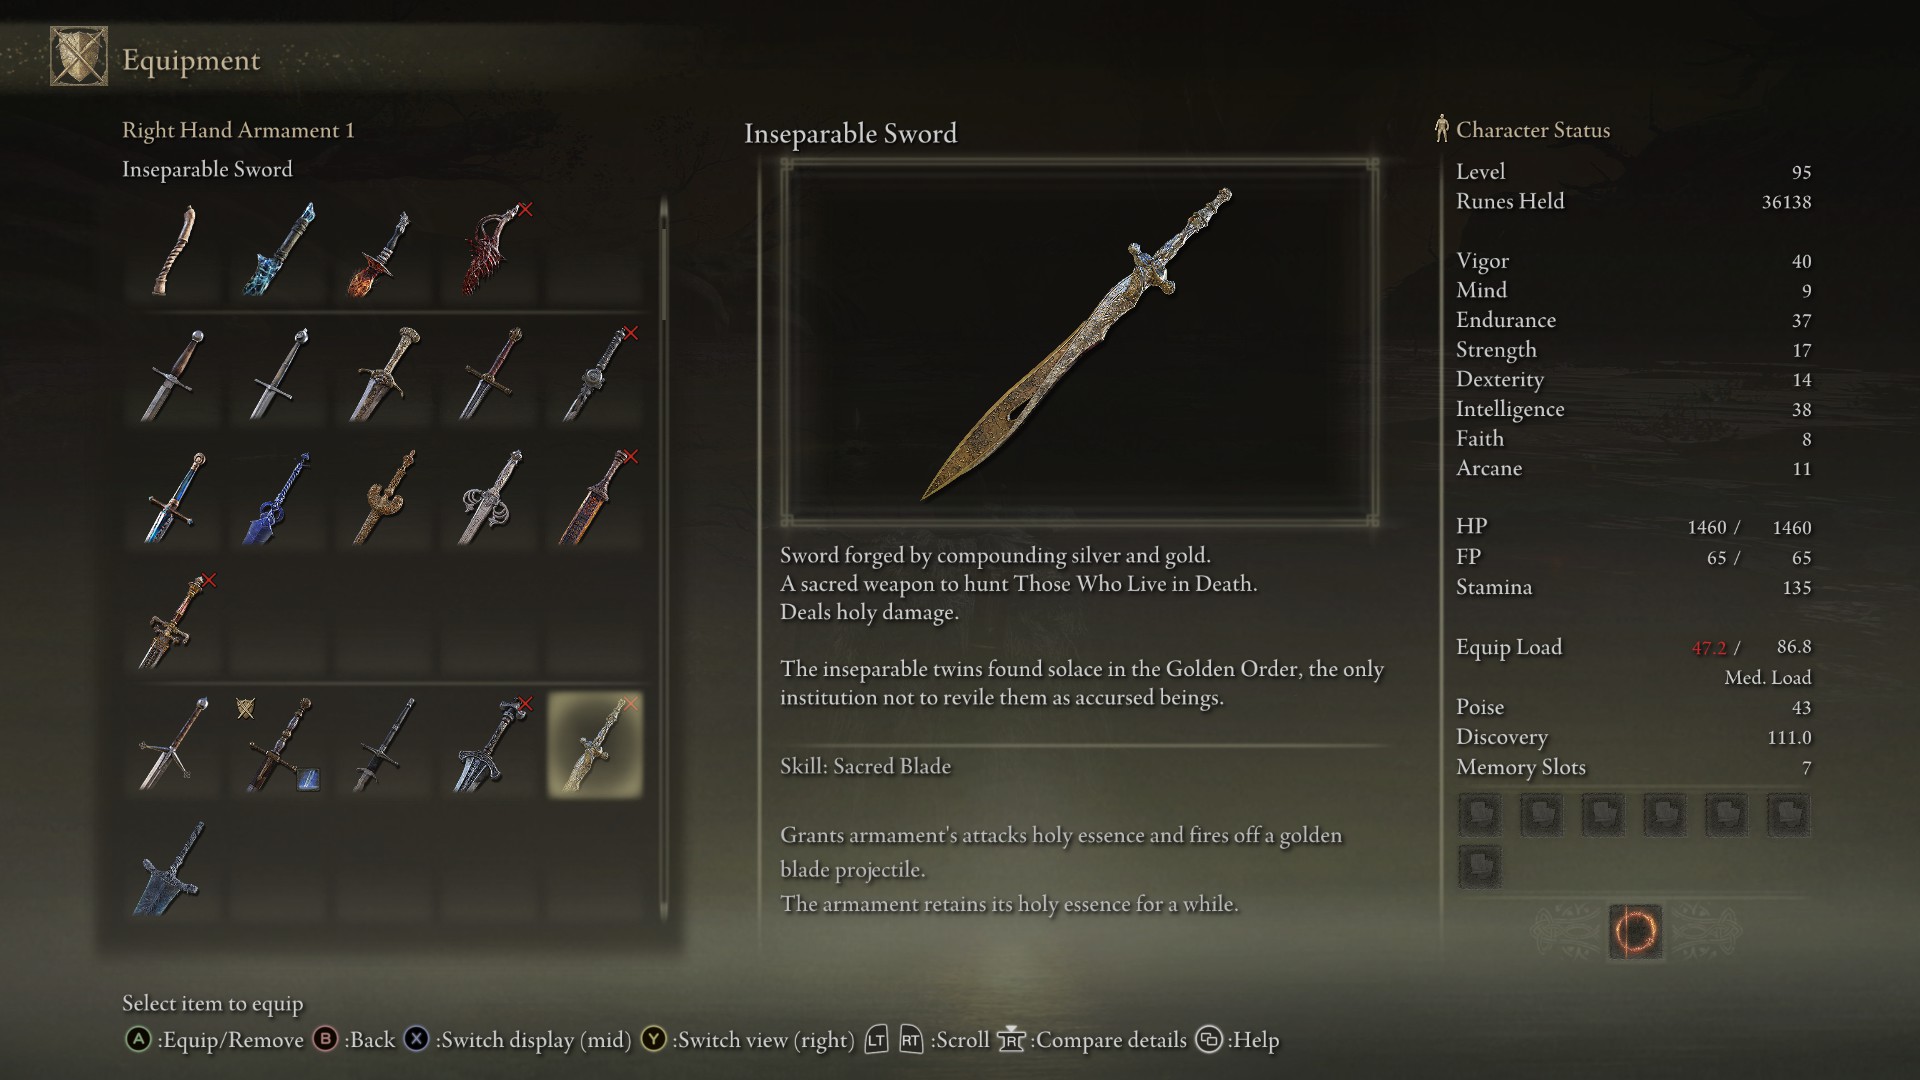 Equipment
Right Hand Armament 1
Inseparable Sword
Inseparable Sword
Sword forged by compounding silver and gold.
A sacred weapon to hunt Those Who Live in Death.
Deals holy damage.
The inseparable twins found solace in the Golden Order, the only
institution not to revile them as accursed beings.
Skill: Sacred Blade
Grants armament's attacks holy essence and fires off a golden
blade projectile.
The armament retains its holy essence for a while.
Character Status
Level 95
Runes Held 36138
Vigor 40
Mind 9
Endurance 37
Strength 17
Dexterity 14
Intelligence 38
Faith 8
Arcane 11
HP 1460 / 1460
FP 65 / 65
Stamina 135
Equip Load 47.2 / 86.8
Med. Load
Poise 43
Discovery 111.0
Memory Slots 7
Select item to equip
A :Equip/Remove B :Back X :Switch display (mid) Y :Switch view (right) LT RT :Scroll R :Compare details :Help